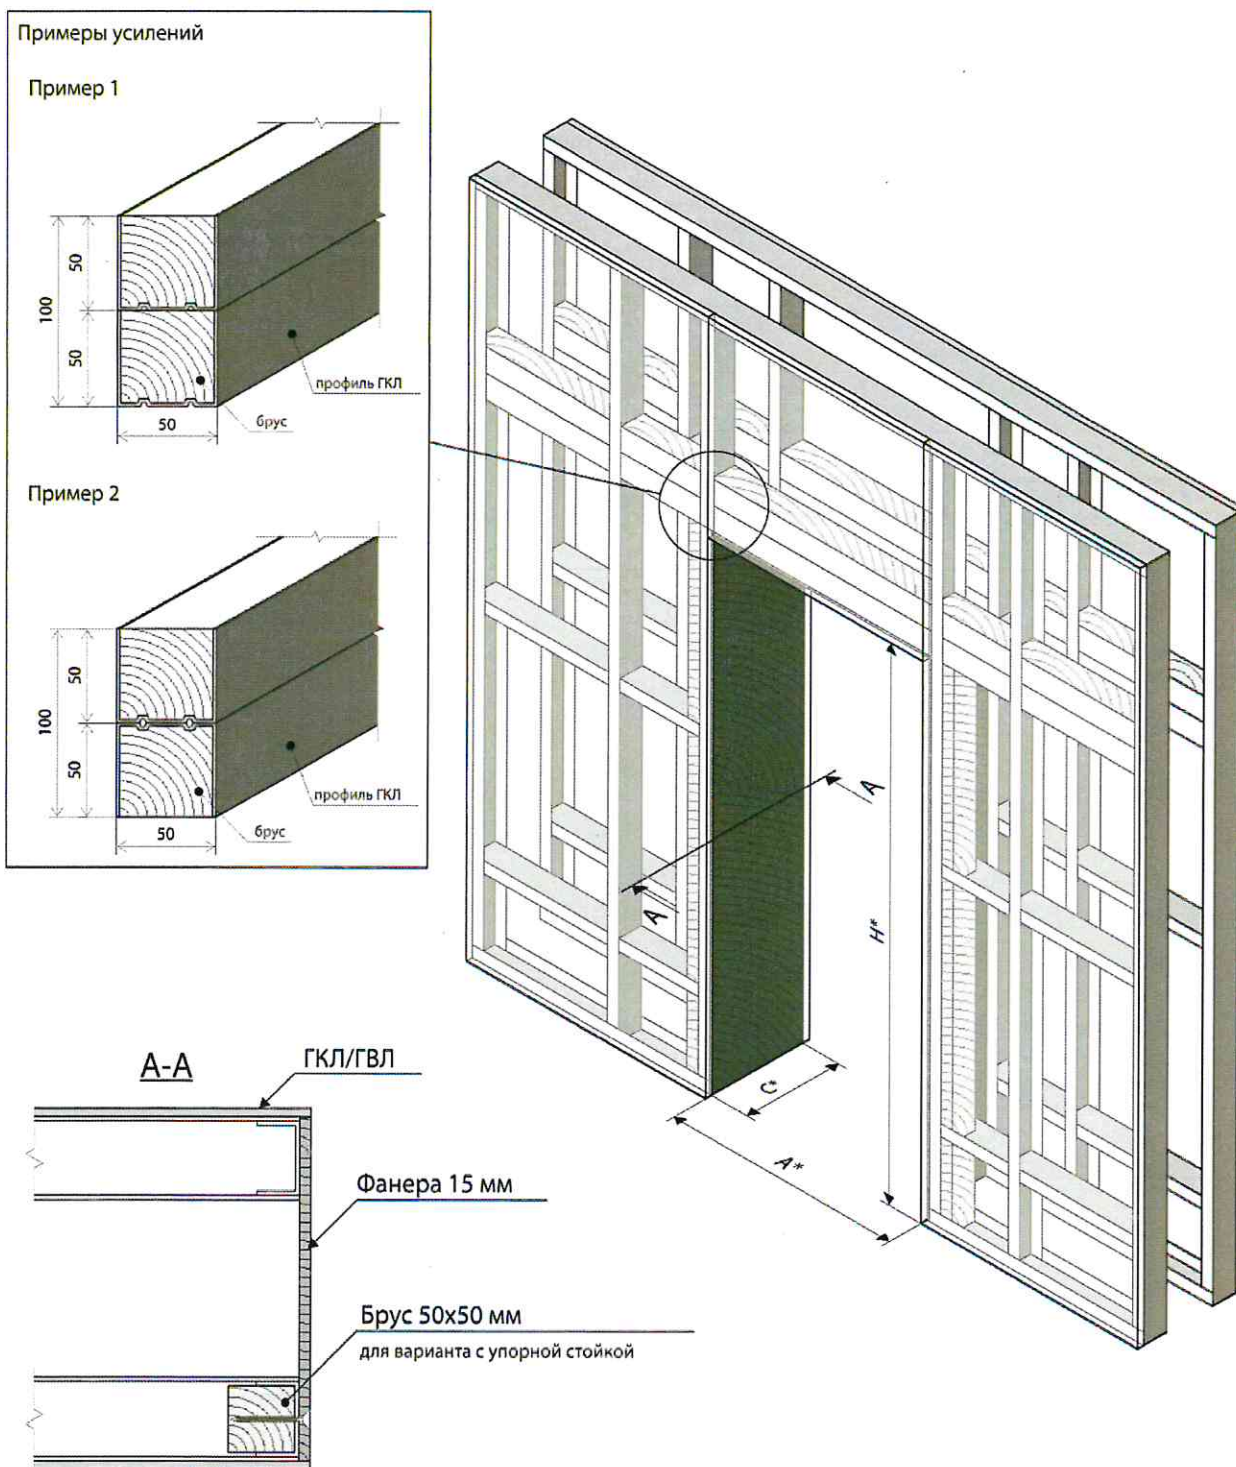 Примеры усилений
Пример 1
50
100
50
50
профиль ГКЛ
брус
Пример 2
50
100
50
50
профиль ГКЛ
брус
A
A
H*
C*
A*
А-А
ГКЛ/ГВЛ
Фанера 15 мм
Брус 50х50 мм
для варианта с упорной стойкой